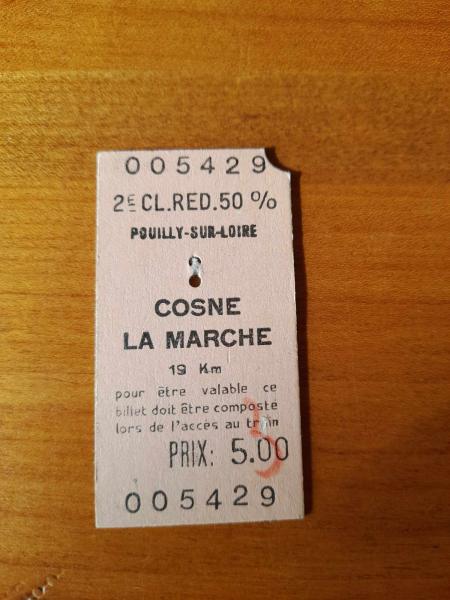 005429
2E CL.RED.50 %
POUILLY-SUR-LOIRE
COSNE
LA MARCHE
19 Km
pour être valable ce
billet doit être composté
lors de l'accès au train
PRIX: 5.00
005429